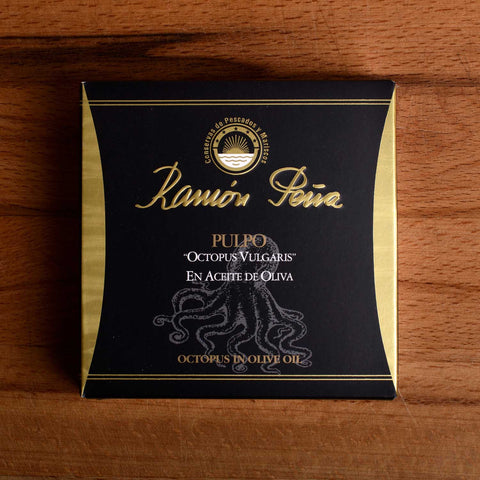 Conservas de Pescados y Mariscos
Ramón Peña
PULPO
"OCTOPUS VULGARIS"
EN ACEITE DE OLIVA
OCTOPUS IN OLIVE OIL